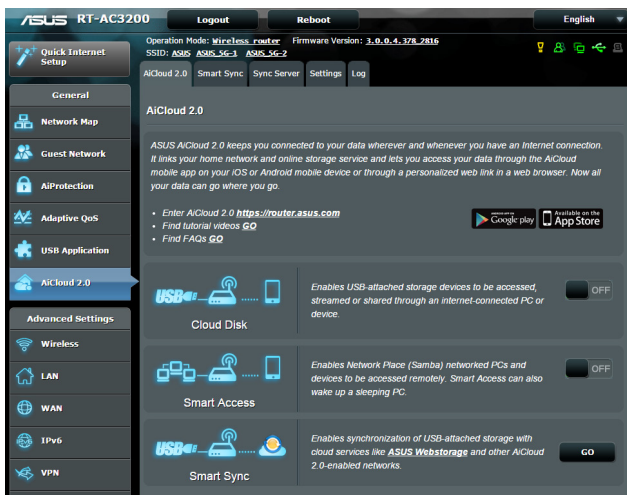 ASUS RT-AC3200
Logout
Reboot
English
Quick Internet
Setup
General
Network Map
Guest Network
AiProtection
Adaptive QoS
USB Application
AiCloud 2.0
Advanced Settings
Wireless
LAN
WAN
IPv6
VPN
Operation Mode: Wireless router Firmware Version: 3.0.0.4.378_2816
SSID: ASUS ASUS_5G-1 ASUS_5G-2
AiCloud 2.0
Smart Sync
Sync Server
Settings
Log
AiCloud 2.0
ASUS AiCloud 2.0 keeps you connected to your data wherever and whenever you have an Internet connection.
It links your home network and online storage service and lets you access your data through the AiCloud
mobile app on your iOS or Android mobile device or through a personalized web link in a web browser. Now all
your data can go where you go.
• Enter AiCloud 2.0 https://router.asus.com
• Find tutorial videos GO
• Find FAQs GO
Google play
Available on the
App Store
USB
Cloud Disk
Enables USB-attached storage devices to be accessed,
streamed or shared through an internet-connected PC or
device.
OFF
Smart Access
Enables Network Place (Samba) networked PCs and
devices to be accessed remotely. Smart Access can also
wake up a sleeping PC.
OFF
USB
Smart Sync
Enables synchronization of USB-attached storage with
cloud services like ASUS Webstorage and other AiCloud
2.0-enabled networks.
GO